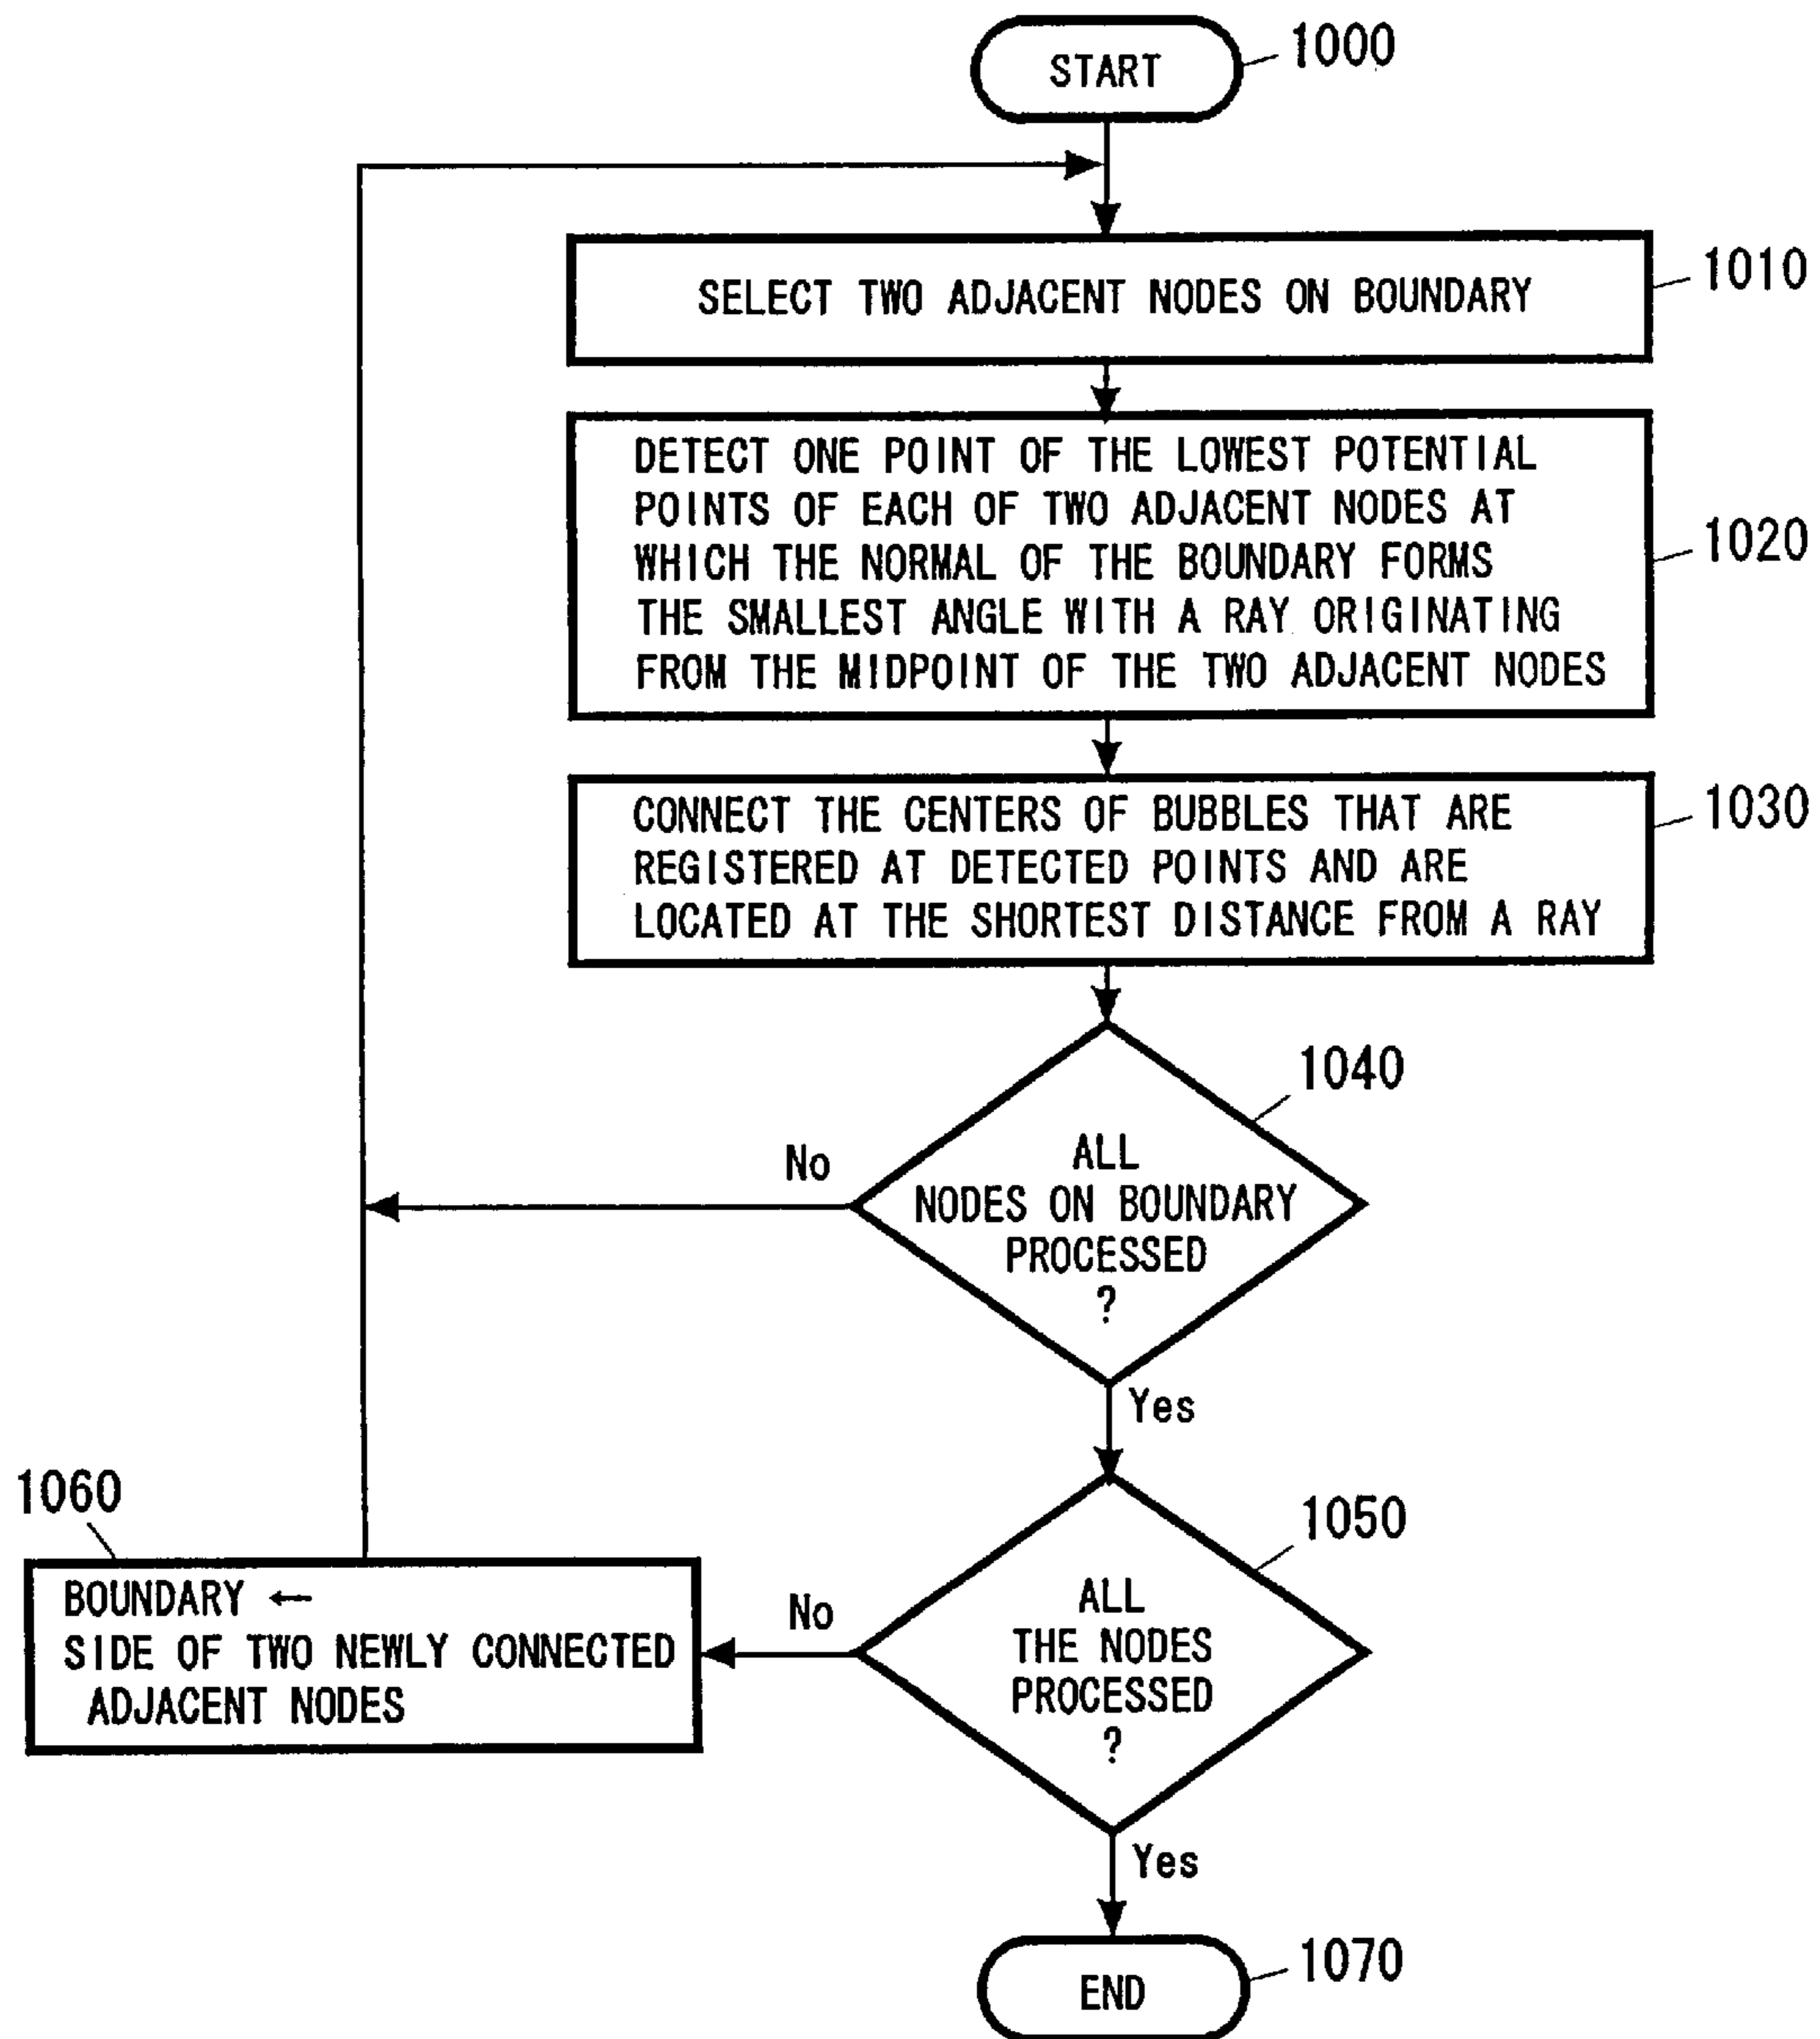 START
1000
SELECT TWO ADJACENT NODES ON BOUNDARY
1010
DETECT ONE POINT OF THE LOWEST POTENTIAL
POINTS OF EACH OF TWO ADJACENT NODES AT
WHICH THE NORMAL OF THE BOUNDARY FORMS
THE SMALLEST ANGLE WITH A RAY ORIGINATING
FROM THE MIDPOINT OF THE TWO ADJACENT NODES
1020
CONNECT THE CENTERS OF BUBBLES THAT ARE
REGISTERED AT DETECTED POINTS AND ARE
LOCATED AT THE SHORTEST DISTANCE FROM A RAY
1030
1040
ALL
NODES ON BOUNDARY
PROCESSED
?
No
Yes
1050
ALL
THE NODES
PROCESSED
?
No
Yes
1060
BOUNDARY ←
SIDE OF TWO NEWLY CONNECTED
ADJACENT NODES
END
1070